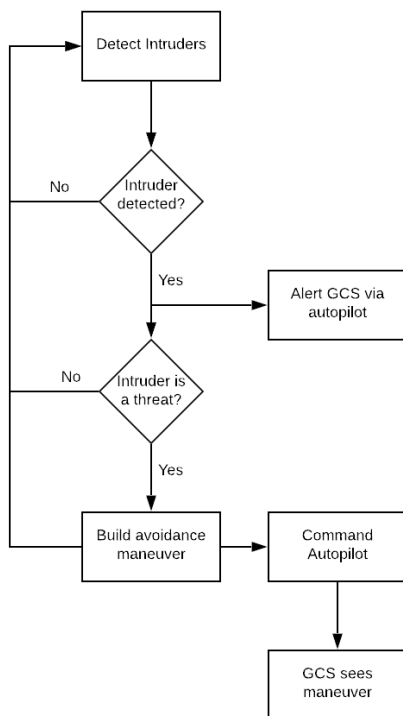 Detect Intruders
Intruder
detected?
No
Yes
Alert GCS via
autopilot
Intruder is
a threat?
No
Yes
Build avoidance
maneuver
Command
Autopilot
GCS sees
maneuver